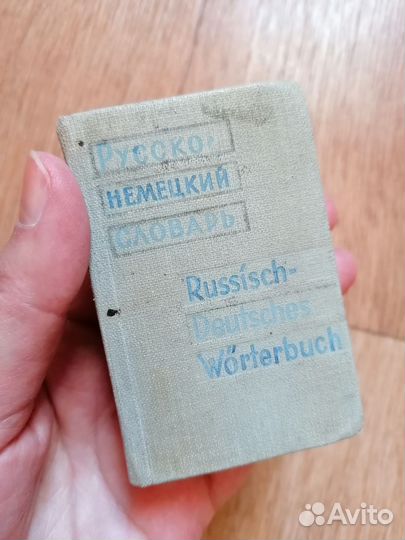 РУССКО-
НЕМЕЦКИЙ
СЛОВАРЬ
Russisch-
Deutsches
Wörterbuch
Avito